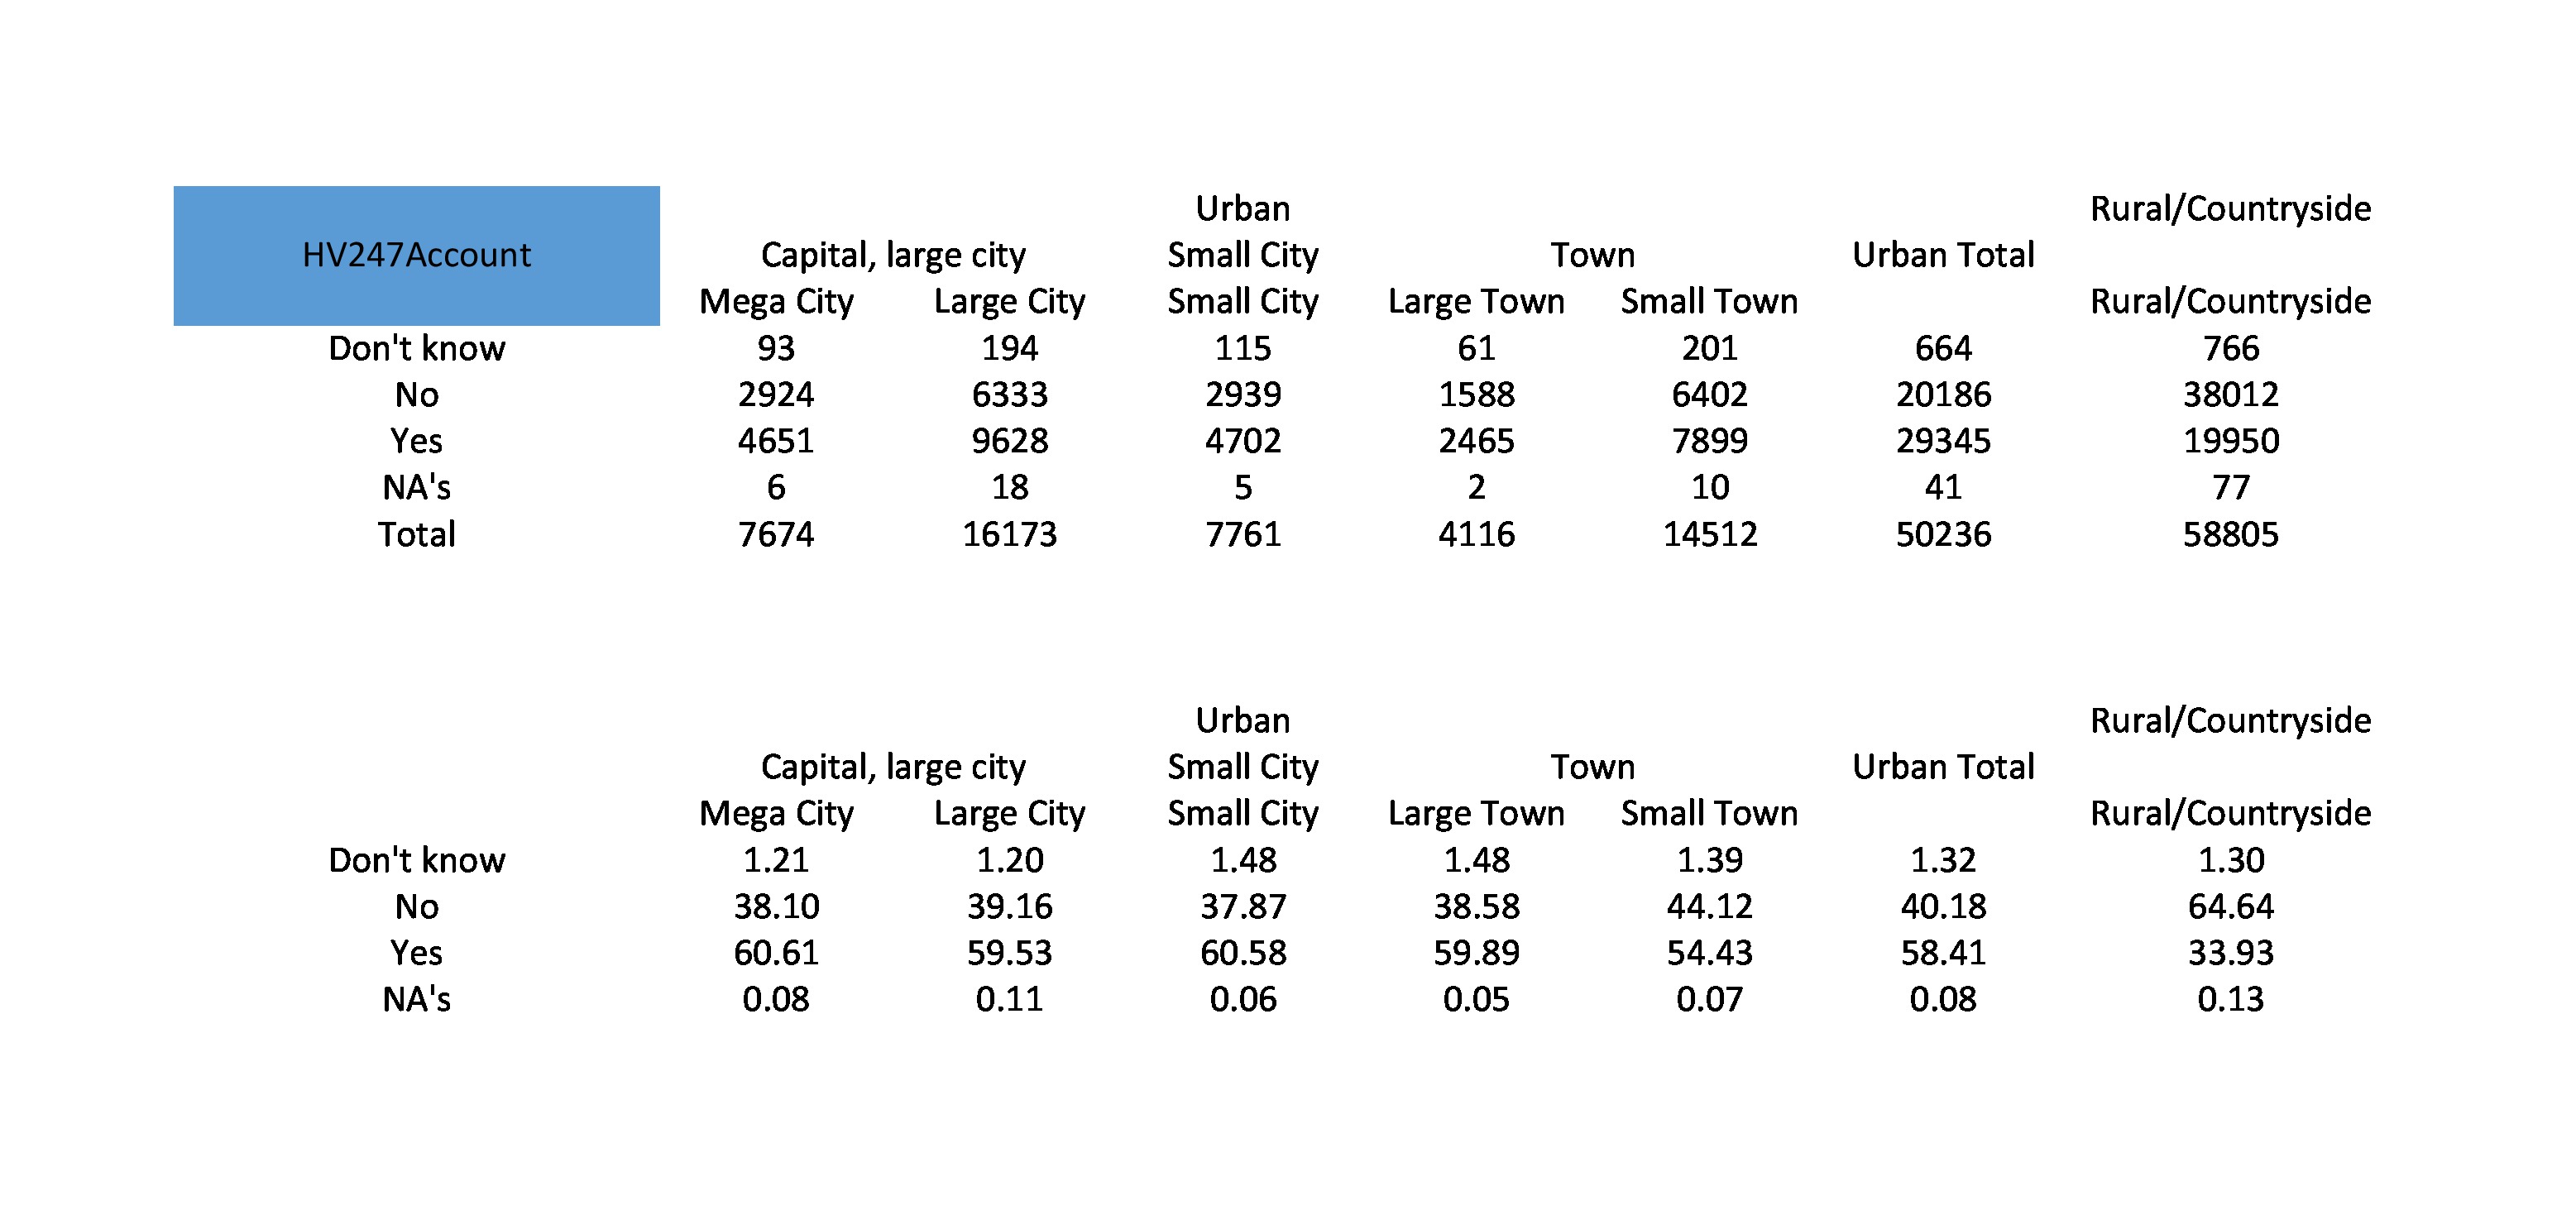 Urban Rural/Countryside
HV247Account Capital, large city Small City Town Urban Total
Mega City Large City Small City Large Town Small Town Rural/Countryside
Don't know 93 194 115 61 201 664 766
No 2924 6333 2939 1588 6402 20186 38012
Yes 4651 9628 4702 2465 7899 29345 19950
NA's 6 18 5 2 10 41 77
Total 7674 16173 7761 4116 14512 50236 58805
Urban Rural/Countryside
Capital, large city Small City Town Urban Total
Mega City Large City Small City Large Town Small Town Rural/Countryside
Don't know 1.21 1.20 1.48 1.48 1.39 1.32 1.30
No 38.10 39.16 37.87 38.58 44.12 40.18 64.64
Yes 60.61 59.53 60.58 59.89 54.43 58.41 33.93
NA's 0.08 0.11 0.06 0.05 0.07 0.08 0.13